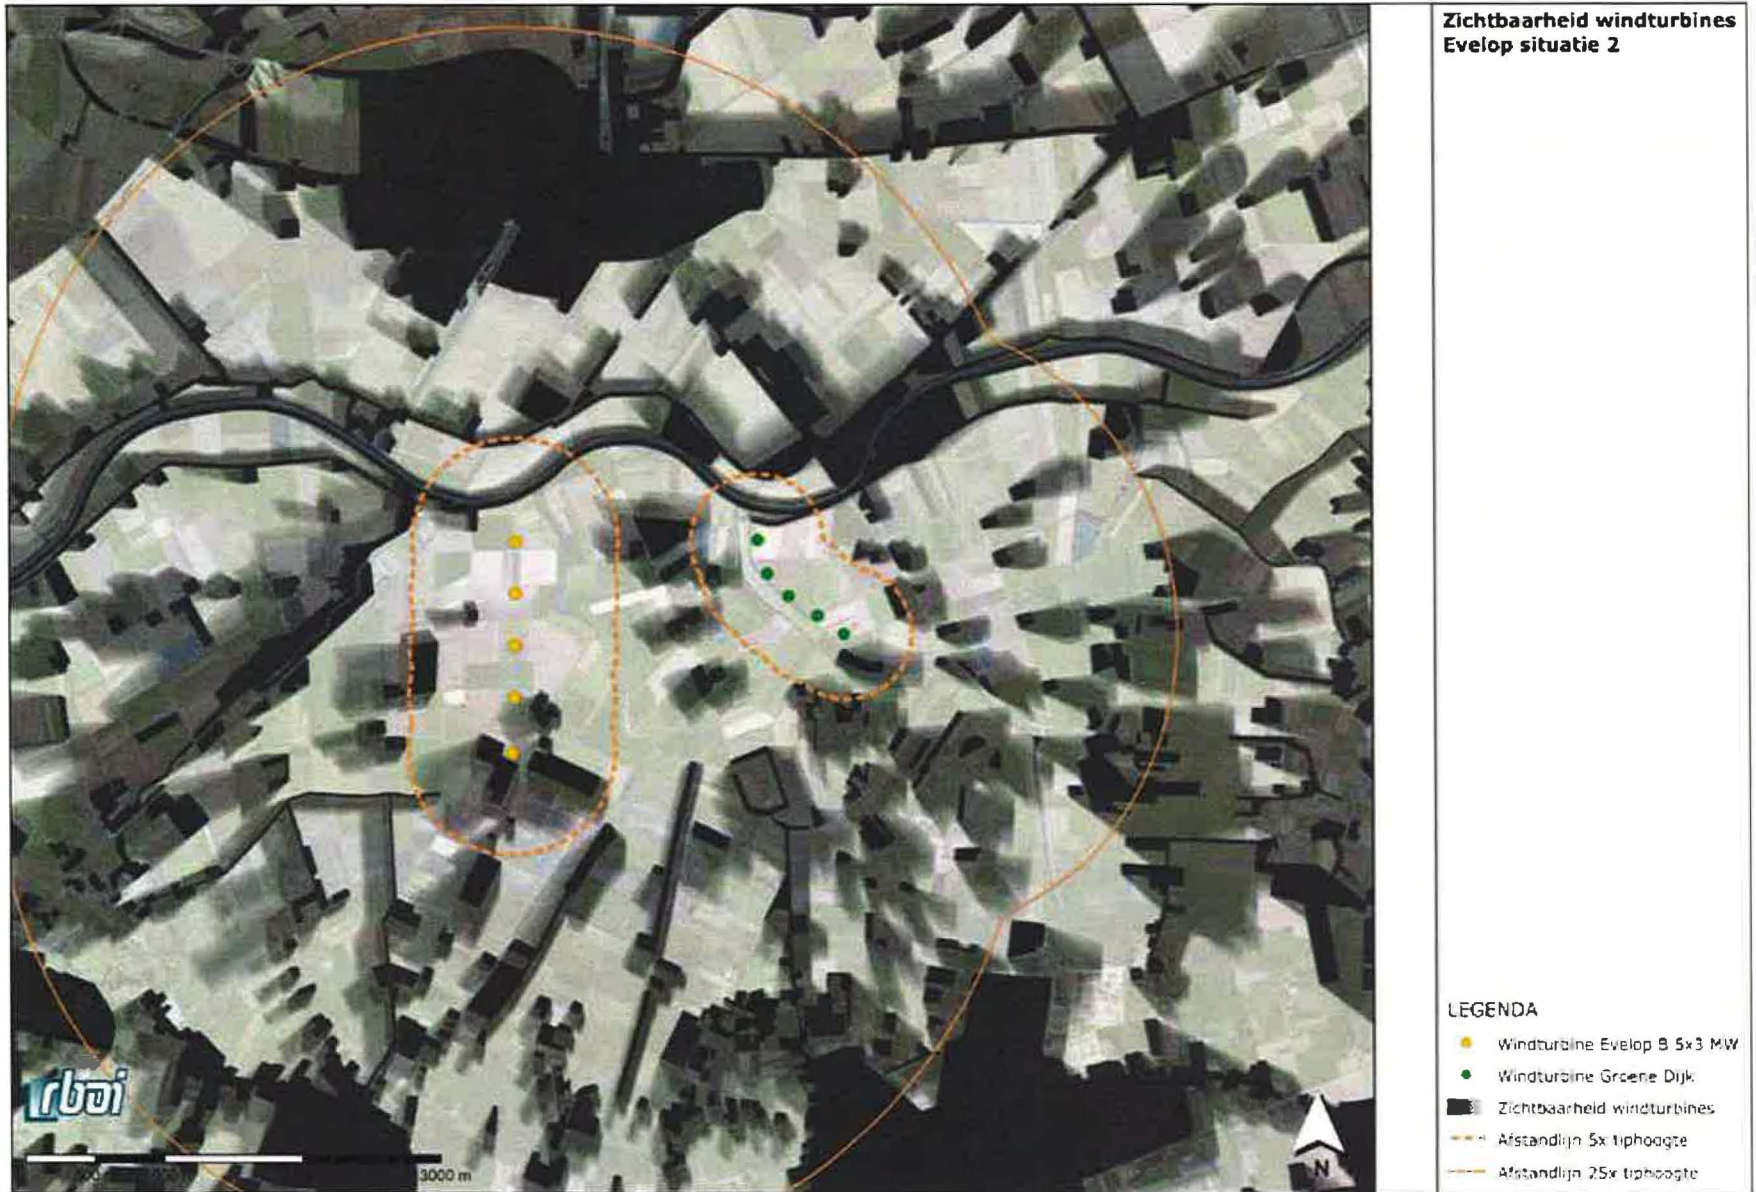 Zichtbaarheid windturbines
Evelop situatie 2
LEGENDA
Windturbine Evelop B 5x3 MW
Windturbine Groene Dijk
Zichtbaarheid windturbines
Afstandlijn 5x tiphoogte
Afstandlijn 25x tiphoogte
rboi
3000 m
N